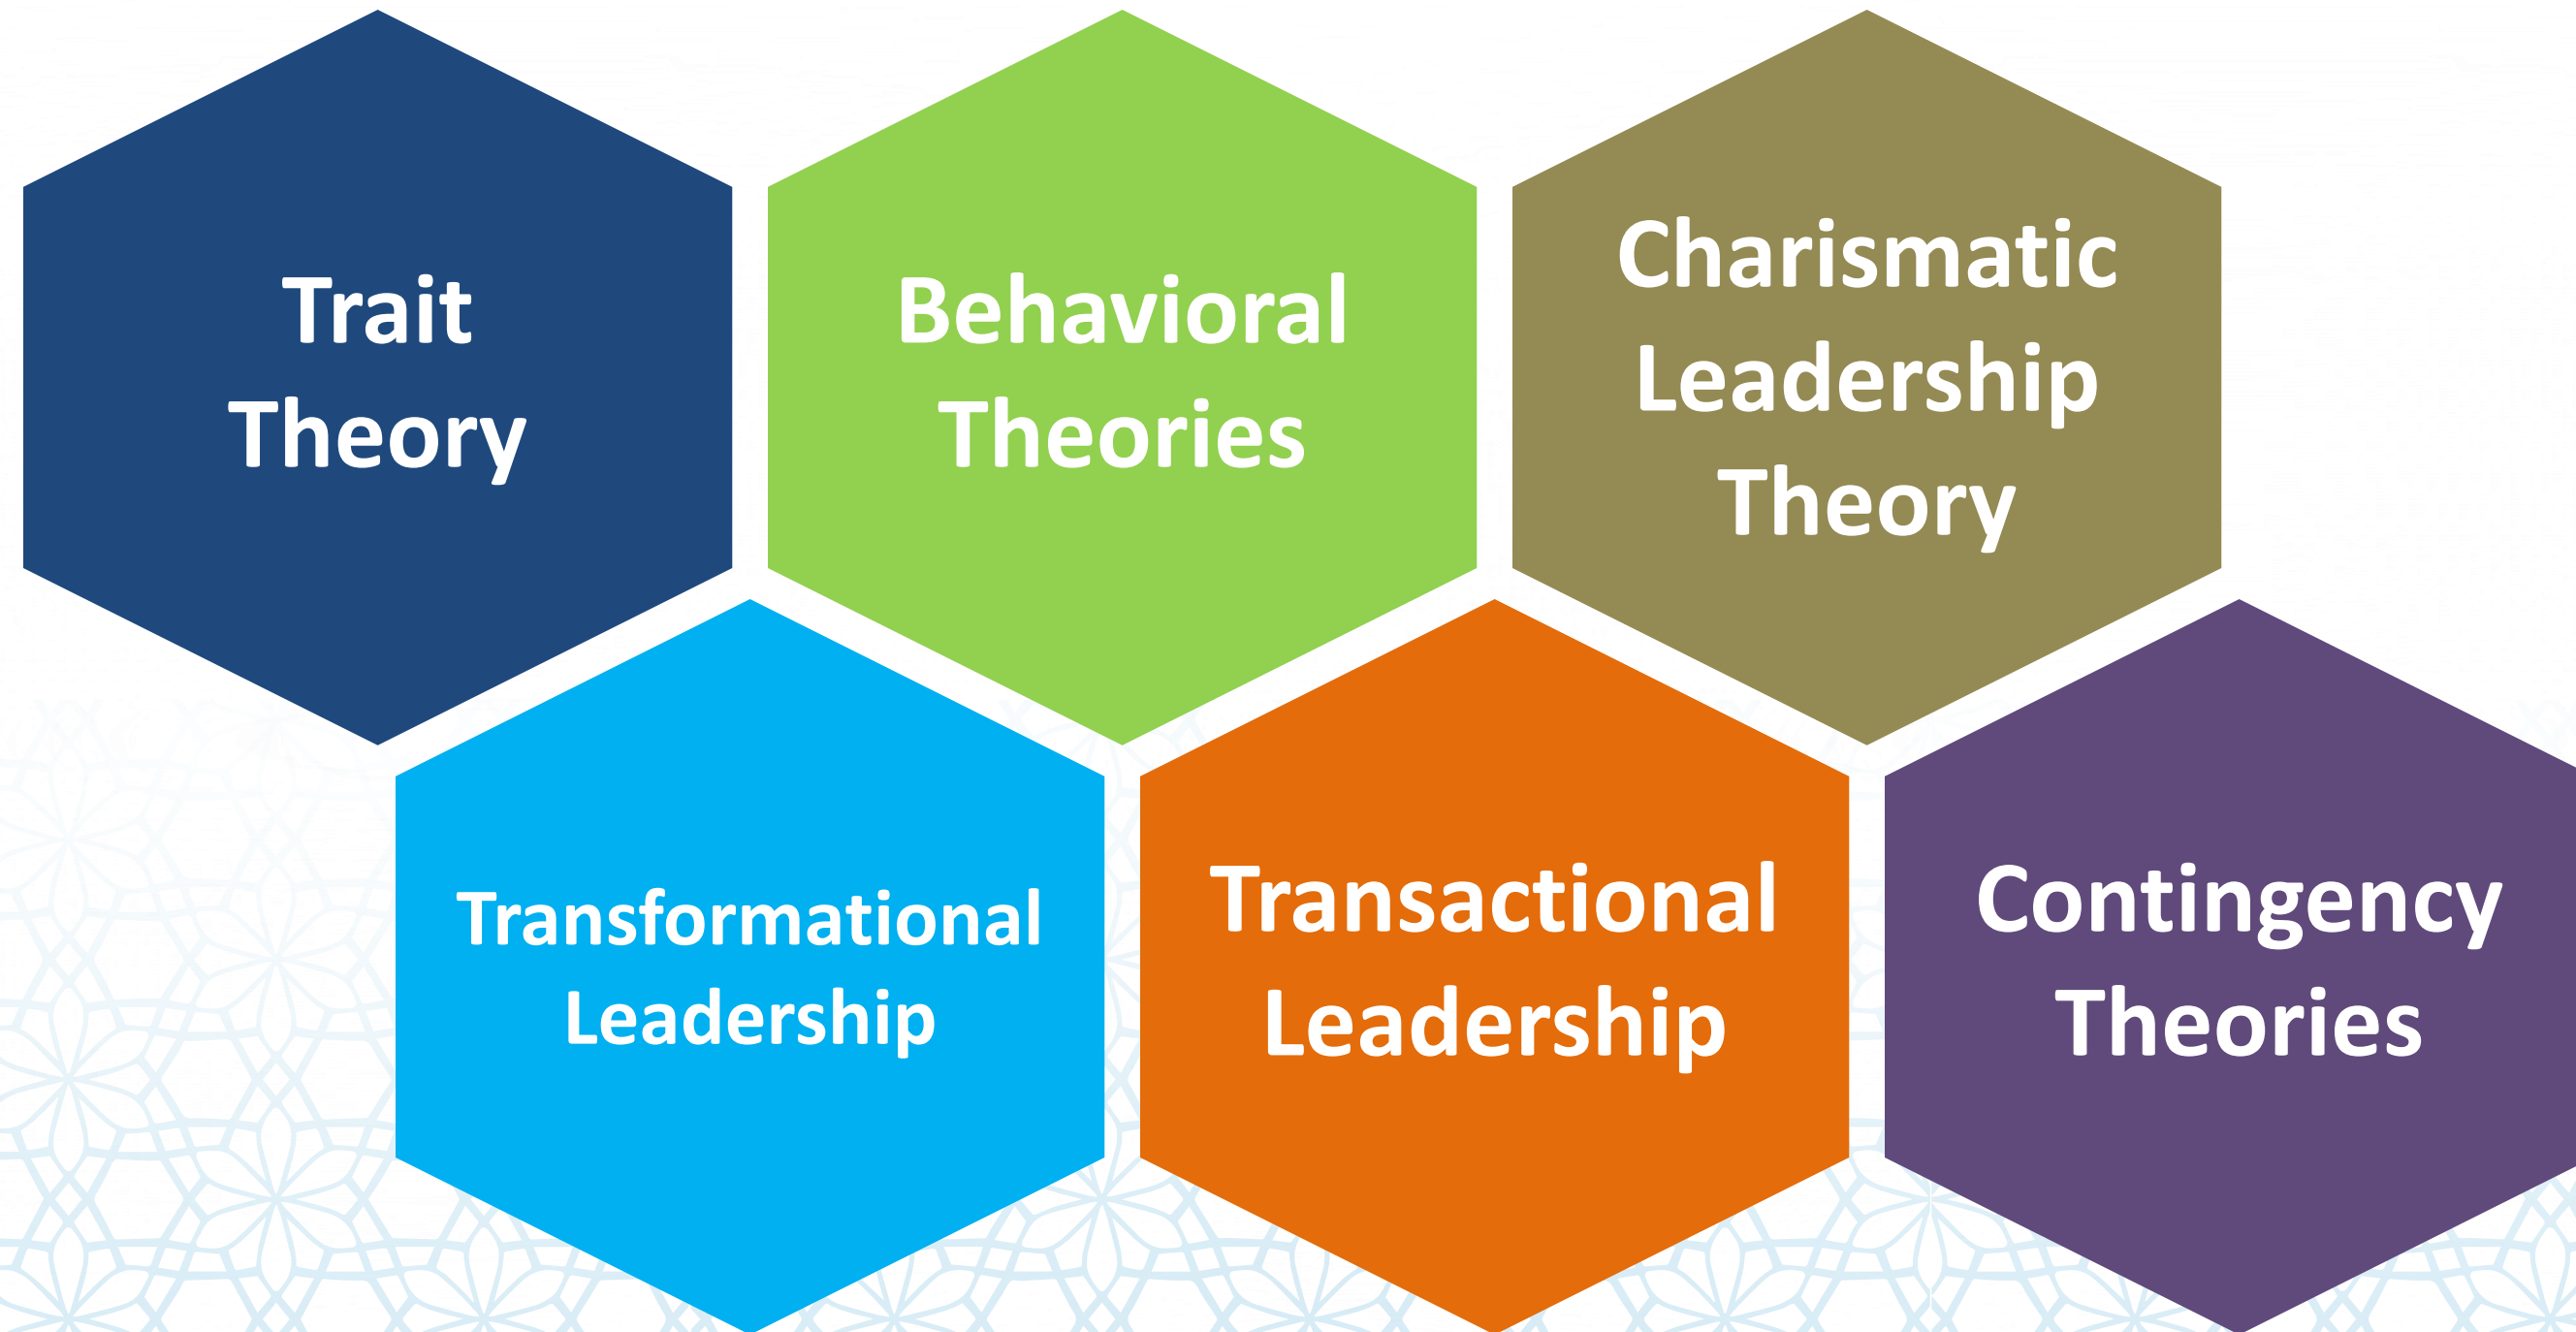 Trait
Theory
Behavioral
Theories
Charismatic
Leadership
Theory
Transformational
Leadership
Transactional
Leadership
Contingency
Theories